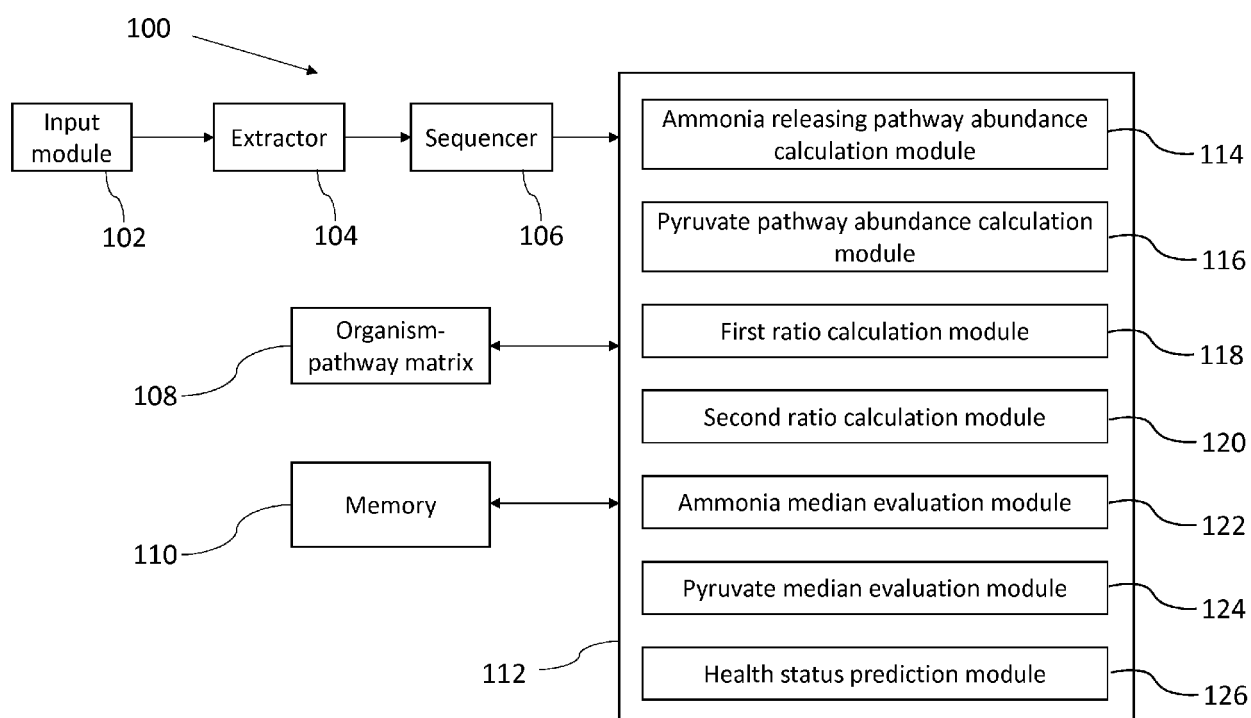 100
Input
module
Extractor
Sequencer
102
104
106
Organism-
pathway matrix
108
Memory
110
112
Ammonia releasing pathway abundance
calculation module
114
Pyruvate pathway abundance calculation
module
116
First ratio calculation module
118
Second ratio calculation module
120
Ammonia median evaluation module
122
Pyruvate median evaluation module
124
Health status prediction module
126